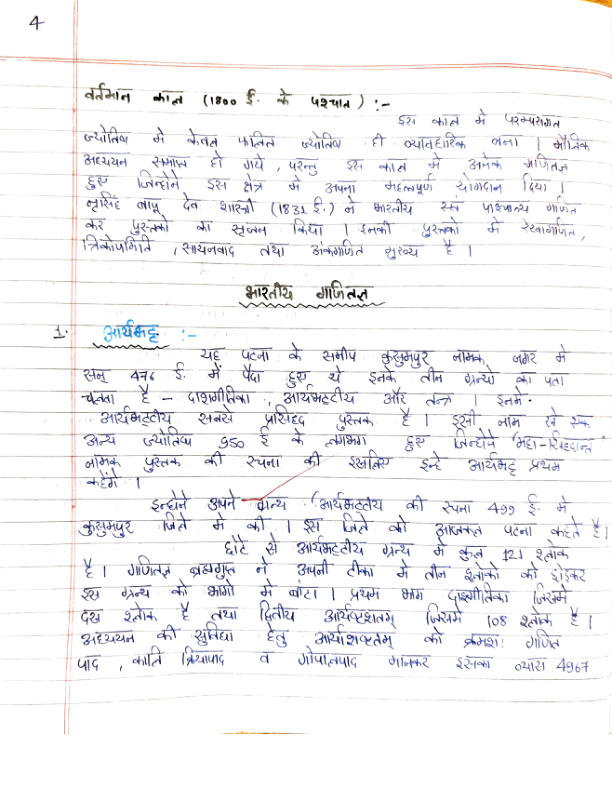 4
वर्तमान काल (1800 ई. के पश्चात) :-
इस काल मे परम्परागत
ज्योतिष मे केवल फलित ज्योतिष ही व्यावहारिक बना । मौलिक
अध्ययन समाप्त हो गये , परन्तु इस काल मे अनेक गणितज्ञ
हुए जिन्होने इस क्षेत्र मे अपना महत्वपूर्ण योगदान दिया ।
नृसिंह बापू देव शास्त्री (1831 ई.) ने भारतीय एवं पाश्चात्य गणित
कर पुस्तको का सृजन किया । इनकी पुस्तको मे रेखागणित ,
त्रिकोणमिति , सायनवाद तथा अंकगणित मुख्य है ।
भारतीय गणितज्ञ
1. आर्यभट्ट :-
यह पटना के समीप कुसुमपुर नामक नगर मे
सन् 476 ई. में पैदा हुए थे इनके तीन ग्रन्थो का पता
चलता है - दाशगीतिका , आर्यभट्टीय और तन्त्र । इनमे
आर्यभट्टीय सबसे प्रसिद्द पुस्तक है । इसी नाम के एक
अन्य ज्योतिष 950 ई के लगभग हुए जिन्होने महा-सिद्दान्त
नामक पुस्तक की रचना की इसलिए इन्हे आर्यभट्ट प्रथम
कहेंगे ।
इन्होने अपने ग्रन्थ आर्यभट्टीय की रचना 499 ई. मे
कुसुमपुर जिले मे की । इस जिले को आजकल पटना कहते है ।
छोटे से आर्यभट्टीय ग्रन्थ मे कुल 121 श्लोक
है । गणितज्ञ ब्रह्मगुप्त ने अपनी टीका मे तीन श्लोको को छोड़कर
इस ग्रन्थ को भागो मे बांटा । प्रथम भाग दाशगीतिका जिसमे
दस श्लोक है तथा द्वितीय आर्यष्टशतम् जिसमे 108 श्लोक है ।
अध्ययन की सुविधा हेतु आर्याशष्टतम् को क्रमशः गणित
पाद , काल क्रियापाद व गोपालपाद मानकर इसका व्यास 4967